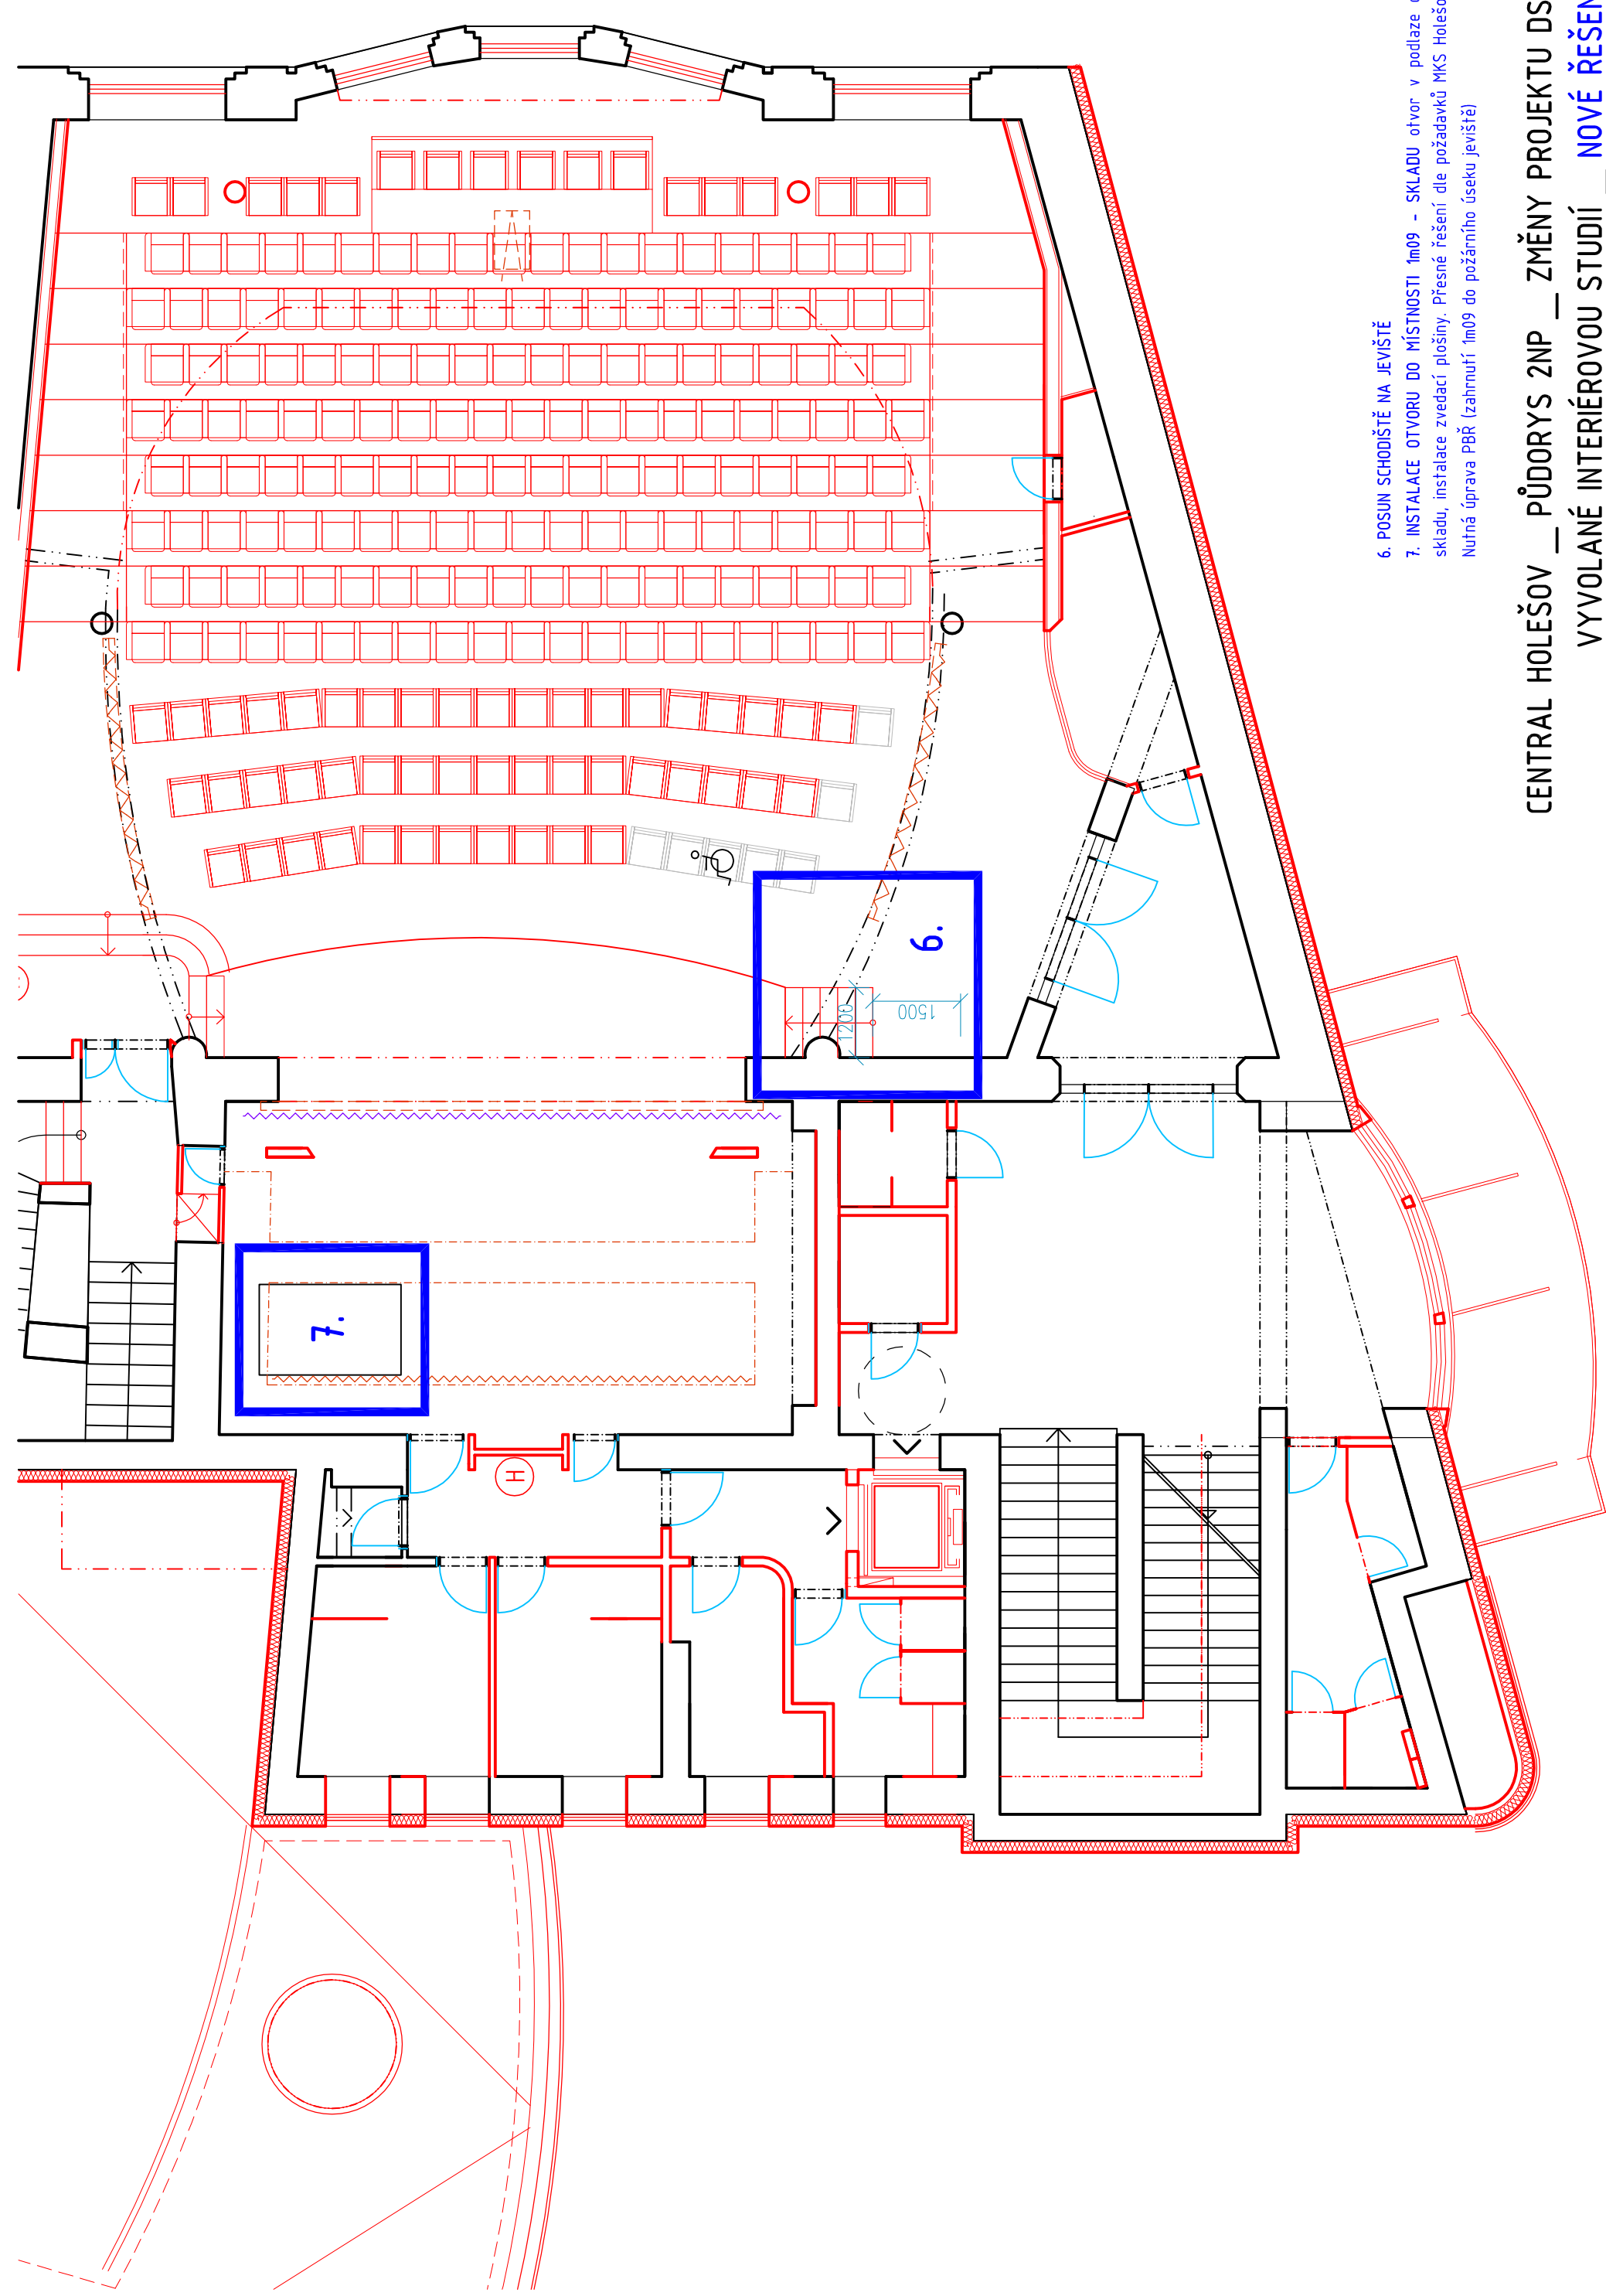 6. POSUN SCHODIŠTĚ NA JEVIŠTĚ
7. INSTALACE OTVORU DO MÍSTNOSTI 1m09 - SKLADU otvor v podlaze
skladu, instalace zvedací plošiny. Přesné řešení dle požadavků MKS Holešo
Nutná úprava PBŘ (zahrnutí 1m09 do požárního úseku jeviště)
CENTRAL HOLEŠOV _ PŮDORYS 2NP _ ZMĚNY PROJEKTU DS
VYVOLANÉ INTERIÉROVOU STUDIÍ _ NOVÉ ŘEŠEN
6.
1200
1500
7.
H